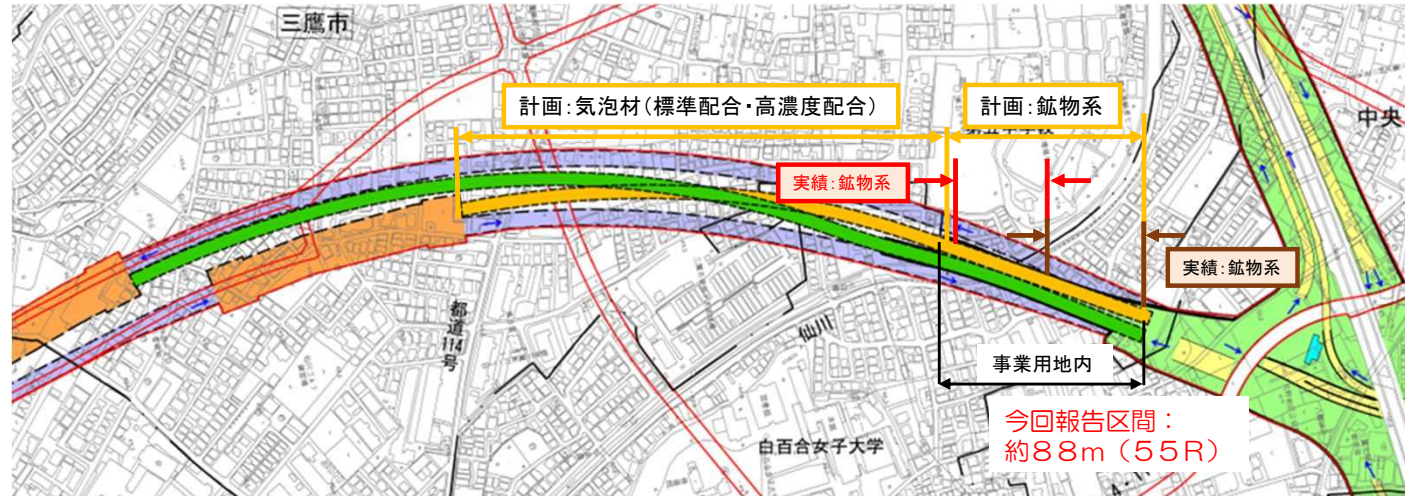 三鷹市
計画：気泡材（標準配合・高濃度配合）
計画：鉱物系
中央
実績：鉱物系
実績：鉱物系
都道114号
仙川
事業用地内
白百合女子大学
今回報告区間：
約８８ｍ（５５Ｒ）